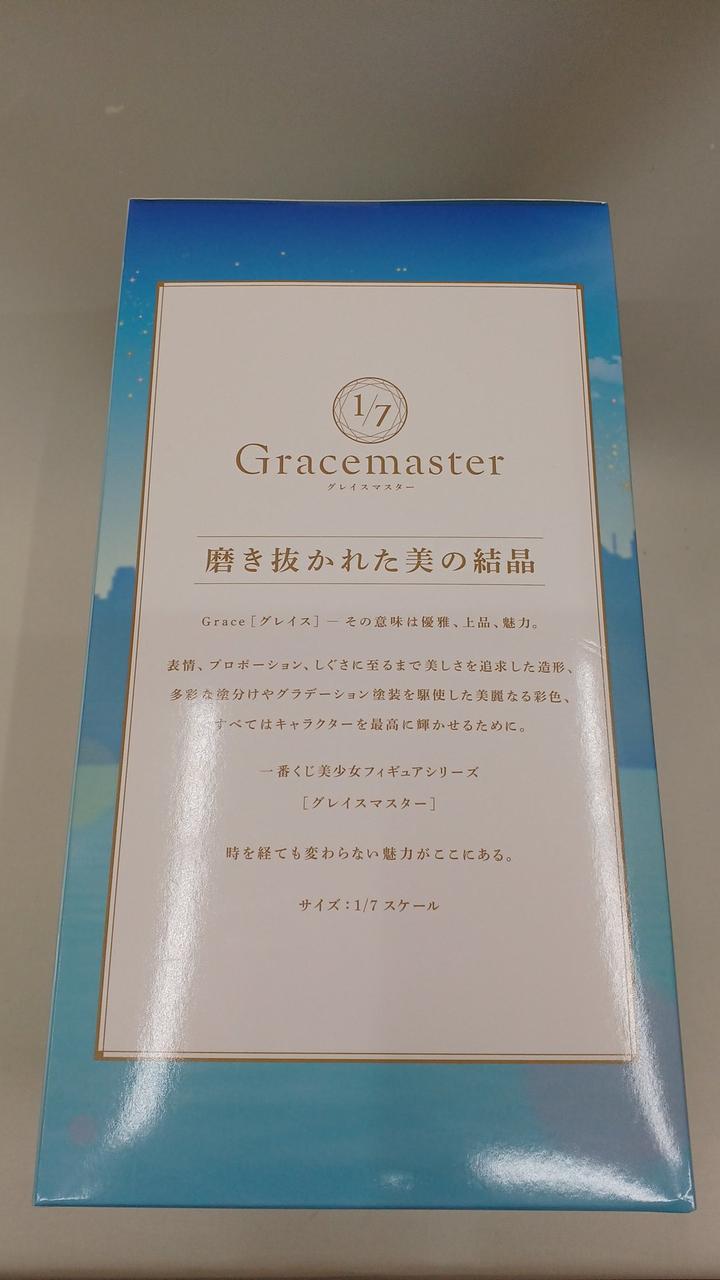 1/7
Gracemaster
グレイスマスター
磨き抜かれた美の結晶
Grace[グレイス] — その意味は優雅、上品、魅力。
表情、プロポーション、しぐさに至るまで美しさを追求した造形、
多彩な塗分けやグラデーション塗装を駆使した美麗なる彩色、
すべてはキャラクターを最高に輝かせるために。
一番くじ美少女フィギュアシリーズ
[グレイスマスター]
時を経ても変わらない魅力がここにある。
サイズ：1/7 スケール